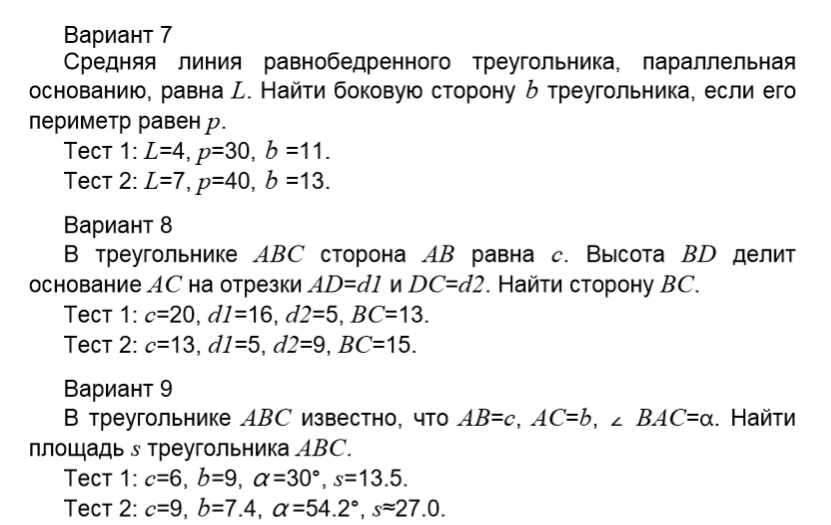 Вариант 7
Средняя линия равнобедренного треугольника, параллельная
основанию, равна L. Найти боковую сторону b треугольника, если его
периметр равен p.
Тест 1: L=4, p=30, b =11.
Тест 2: L=7, p=40, b =13.
Вариант 8
В треугольнике ABC сторона AB равна c. Высота BD делит
основание AC на отрезки AD=d1 и DC=d2. Найти сторону BC.
Тест 1: c=20, d1=16, d2=5, BC=13.
Тест 2: c=13, d1=5, d2=9, BC=15.
Вариант 9
В треугольнике ABC известно, что AB=c, AC=b, ∠ BAC=α. Найти
площадь s треугольника ABC.
Тест 1: c=6, b=9, α=30°, s=13.5.
Тест 2: c=9, b=7.4, α=54.2°, s≈27.0.